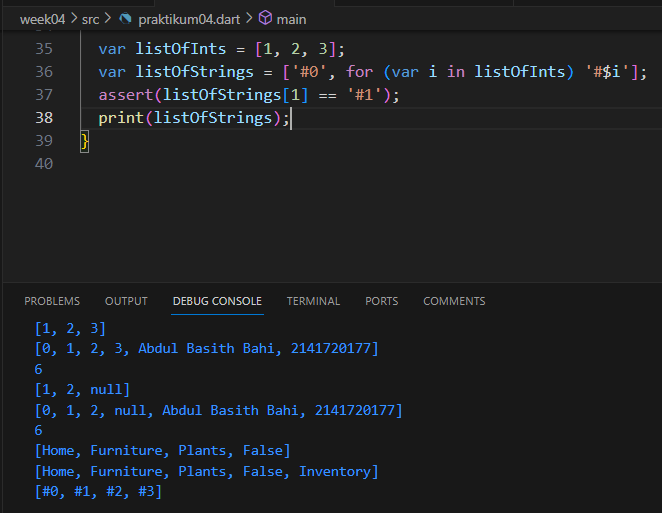 week04 > src > praktikum04.dart > main
35 var listOfInts = [1, 2, 3];
36 var listOfStrings = ['#0', for (var i in listOfInts) '#$i'];
37 assert(listOfStrings[1] == '#1');
38 print(listOfStrings);
39 }
40
PROBLEMS OUTPUT DEBUG CONSOLE TERMINAL PORTS COMMENTS
[1, 2, 3]
[0, 1, 2, 3, Abdul Basith Bahi, 2141720177]
6
[1, 2, null]
[0, 1, 2, null, Abdul Basith Bahi, 2141720177]
6
[Home, Furniture, Plants, False]
[Home, Furniture, Plants, False, Inventory]
[#0, #1, #2, #3]